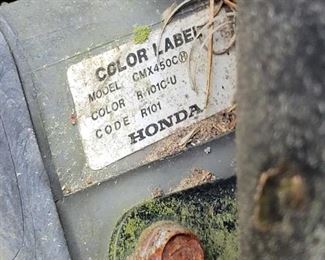 COLOR LABEL
MODEL CMX450C Ⓗ
COLOR R-101C-U
CODE R101
HONDA